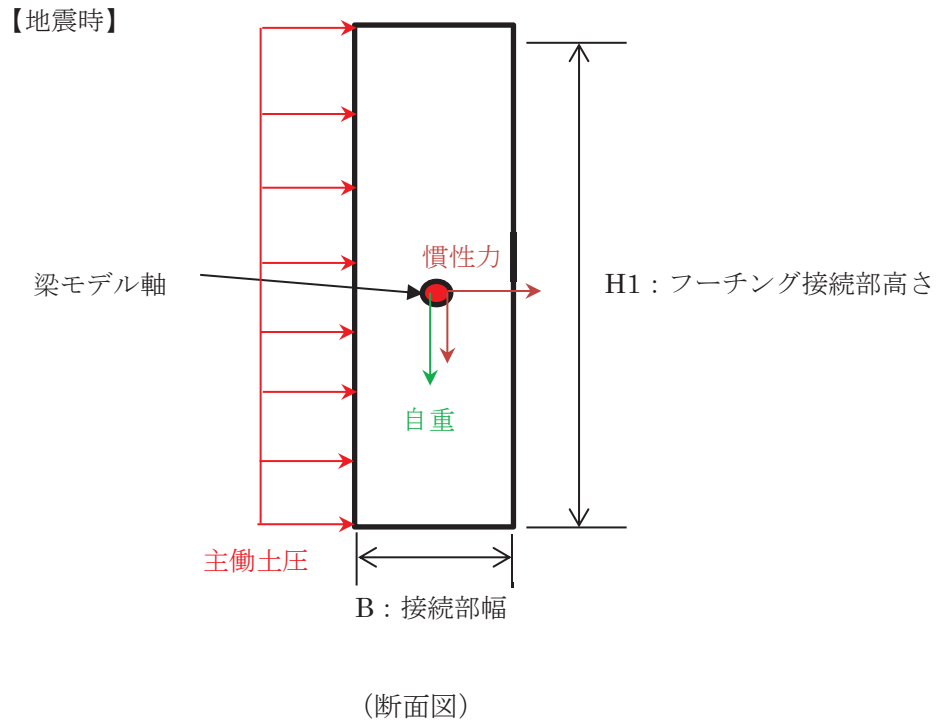 【地震時】
慣性力
梁モデル軸
H1：フーチング接続部高さ
自重
主働土圧
B：接続部幅
（断面図）